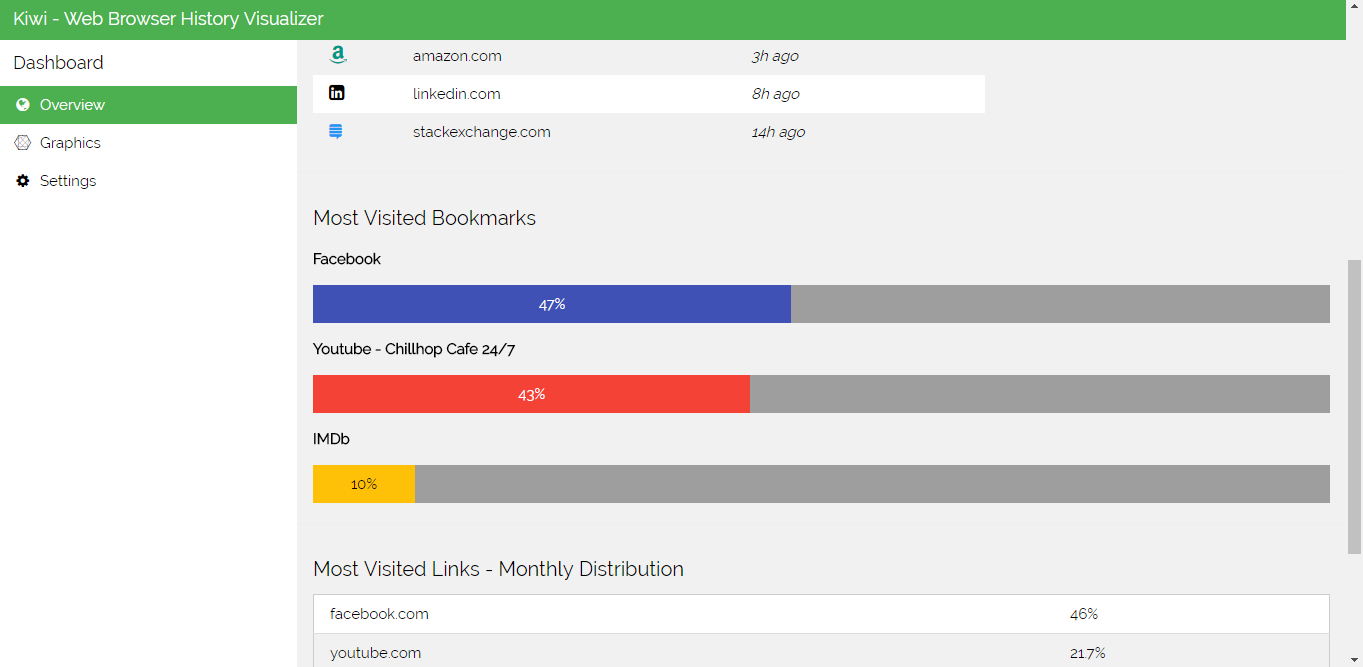 Kiwi - Web Browser History Visualizer
Dashboard
Overview
Graphics
Settings
amazon.com 3h ago
linkedin.com 8h ago
stackexchange.com 14h ago
Most Visited Bookmarks
Facebook
47%
Youtube - Chillhop Cafe 24/7
43%
IMDb
10%
Most Visited Links - Monthly Distribution
facebook.com 46%
youtube.com 21.7%